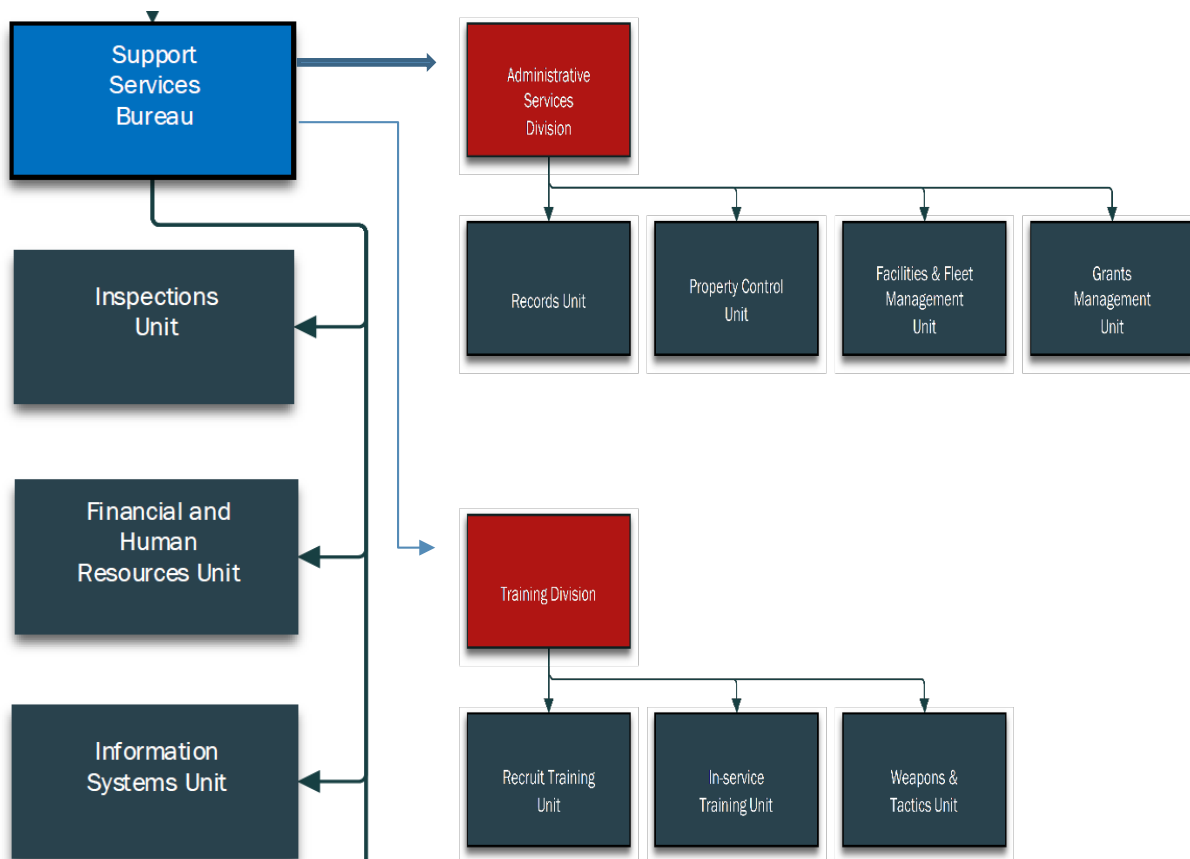 Support
Services
Bureau
Administrative
Services
Division
Inspections
Unit
Records Unit
Property Control
Unit
Facilities & Fleet
Management
Unit
Grants
Management
Unit
Financial and
Human
Resources Unit
Training Division
Information
Systems Unit
Recruit Training
Unit
In-service
Training Unit
Weapons &
Tactics Unit